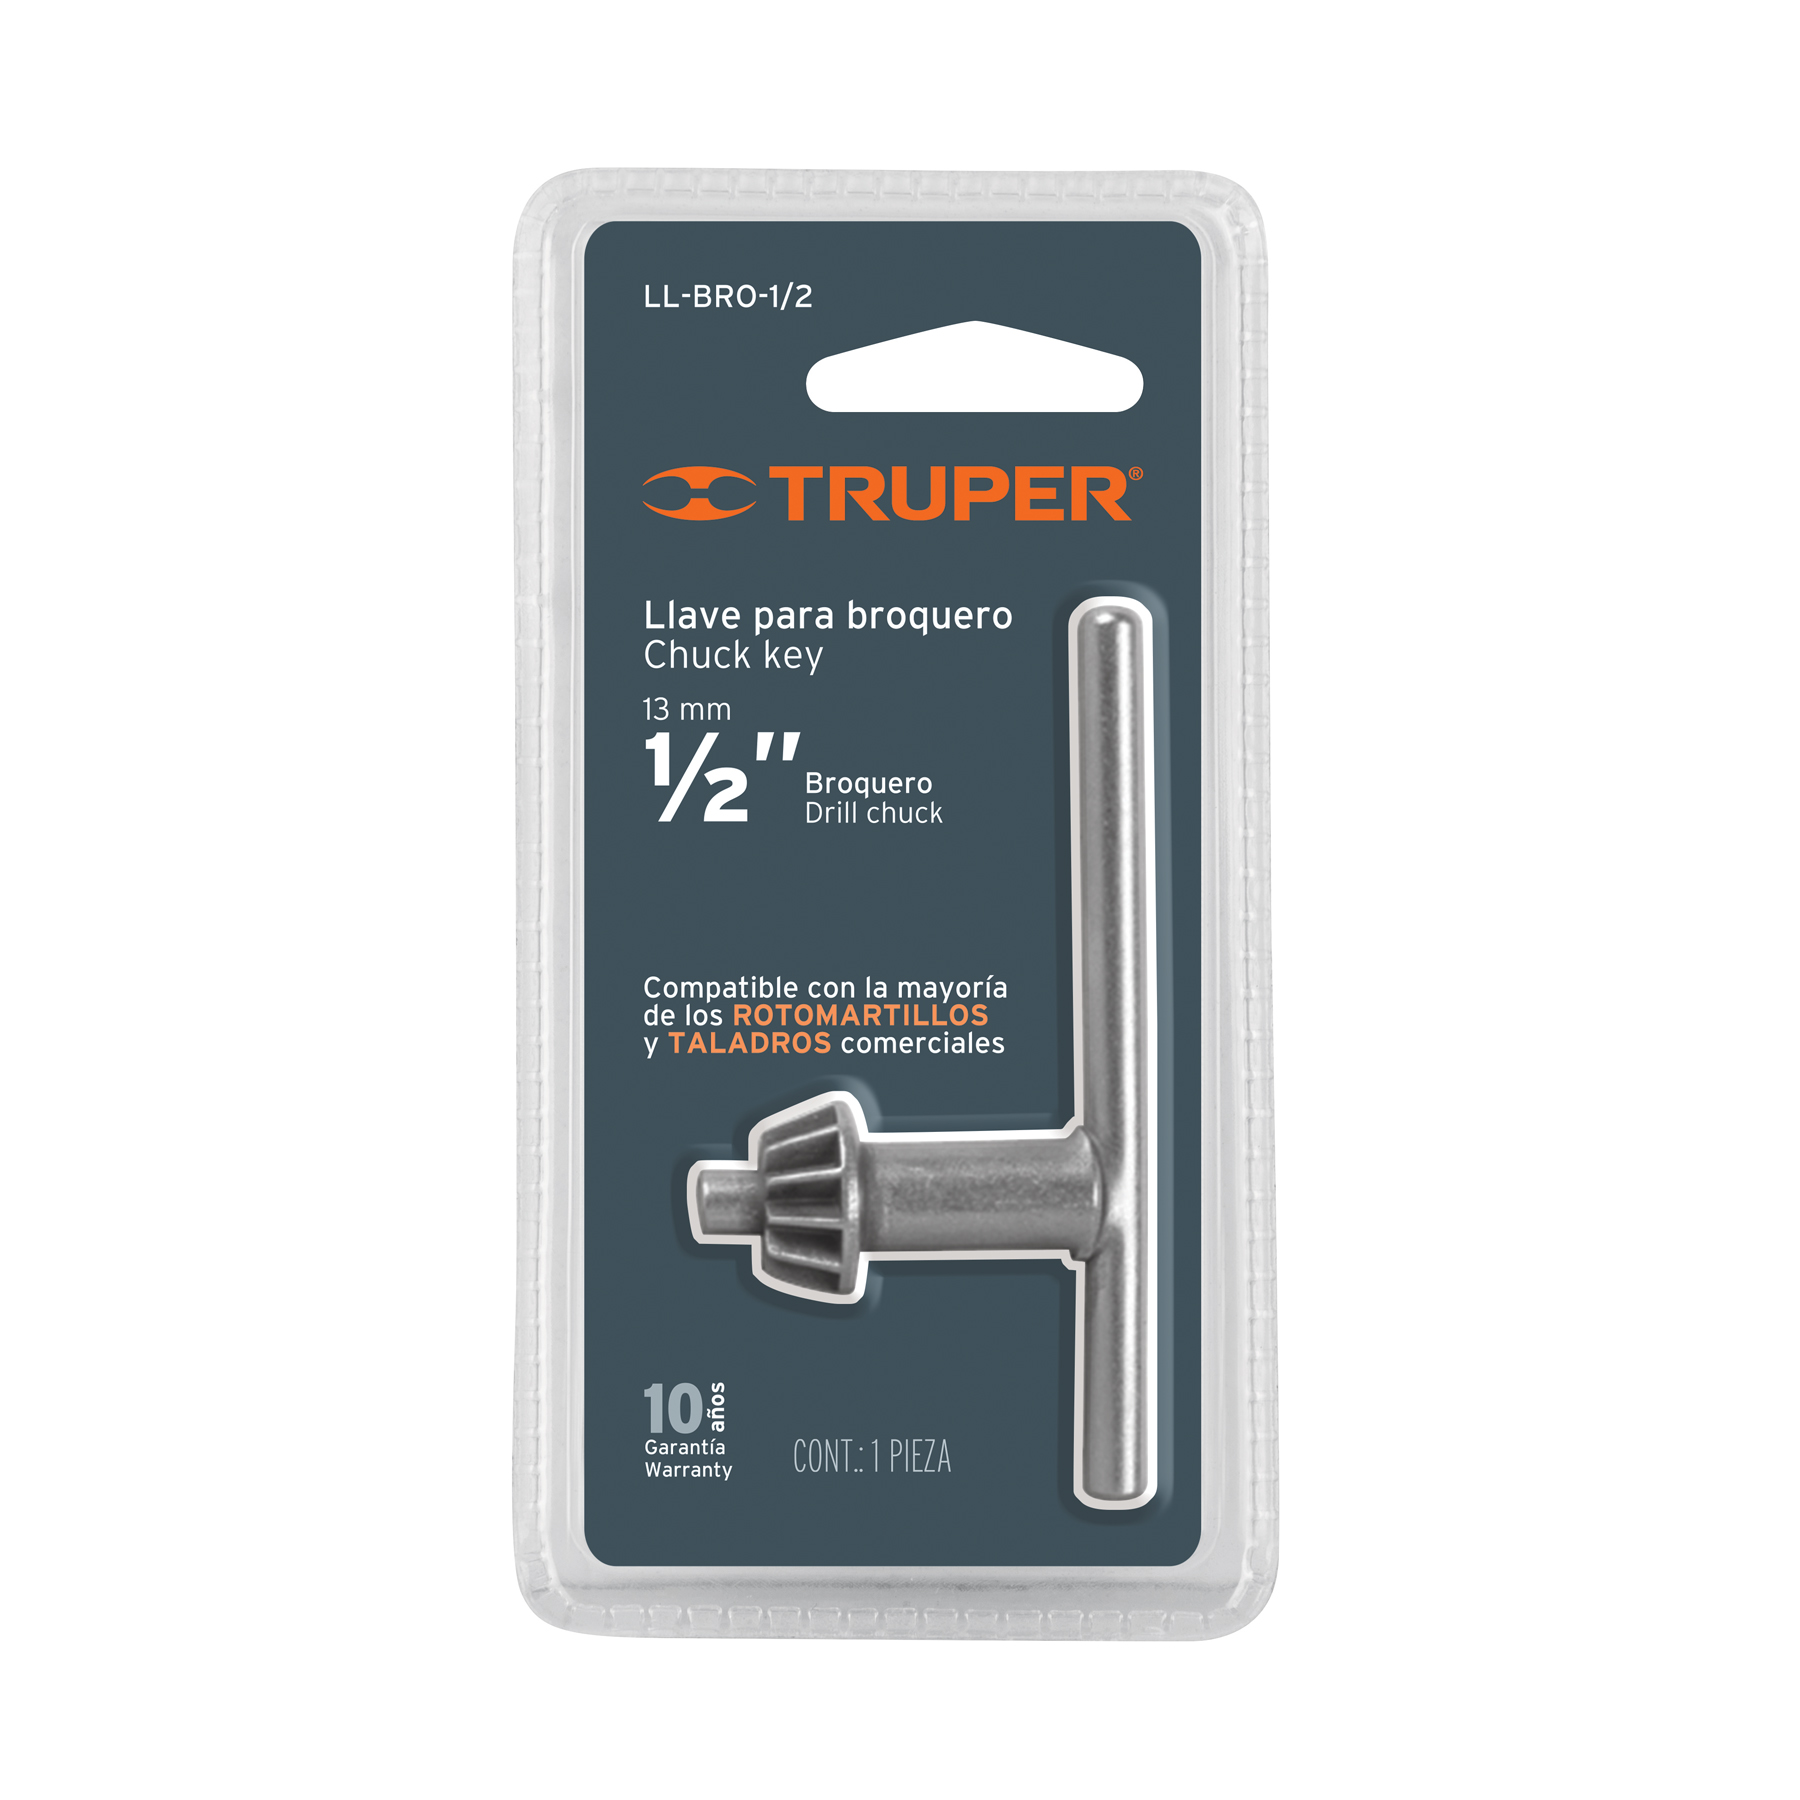 LL-BRO-1/2
TRUPER®
Llave para broquero
Chuck key
13 mm
1/2"
Broquero
Drill chuck
Compatible con la mayoría
de los ROTOMARTILLOS
y TALADROS comerciales
10 años
Garantía
Warranty
CONT.: 1 PIEZA